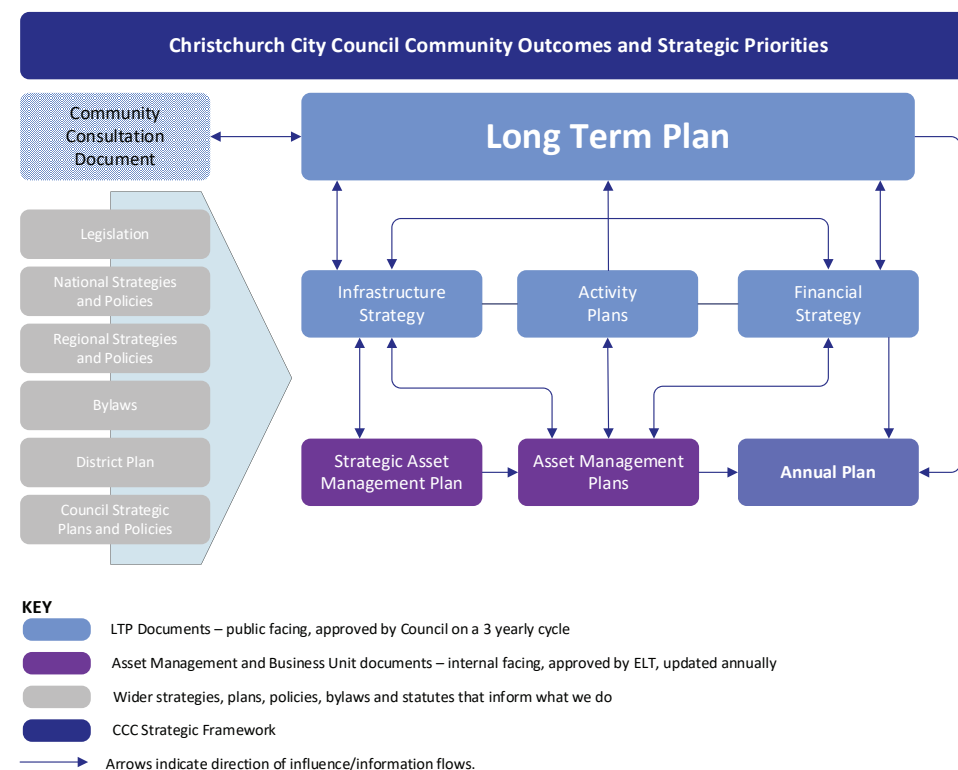 Christchurch City Council Community Outcomes and Strategic Priorities
Community
Consultation
Document
Long Term Plan
Legislation
National Strategies
and Policies
Regional Strategies
and Policies
Bylaws
District Plan
Council Strategic
Plans and Policies
Infrastructure
Strategy
Activity
Plans
Financial
Strategy
Strategic Asset
Management Plan
Asset Management
Plans
Annual Plan
KEY
LTP Documents – public facing, approved by Council on a 3 yearly cycle
Asset Management and Business Unit documents – internal facing, approved by ELT, updated annually
Wider strategies, plans, policies, bylaws and statutes that inform what we do
CCC Strategic Framework
Arrows indicate direction of influence/information flows.